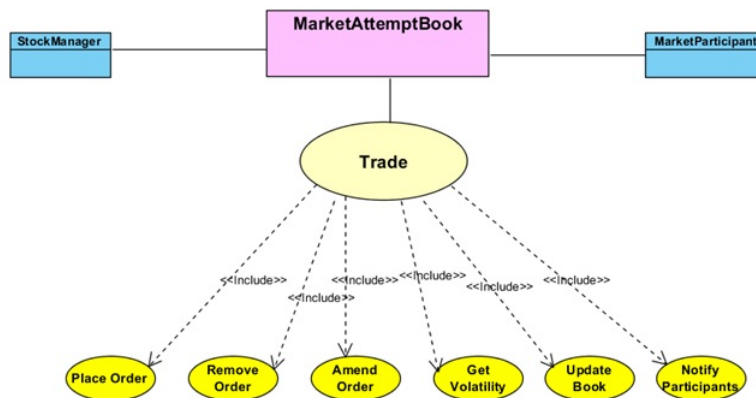 MarketAttemptBook
StockManager
MarketParticipant
Trade
<<Include>>
<<Include>>
<<Include>>
<<Include>>
<<Include>>
<<Include>>
Place Order
Remove
Order
Amend
Order
Get
Volatility
Update
Book
Notify
Participants